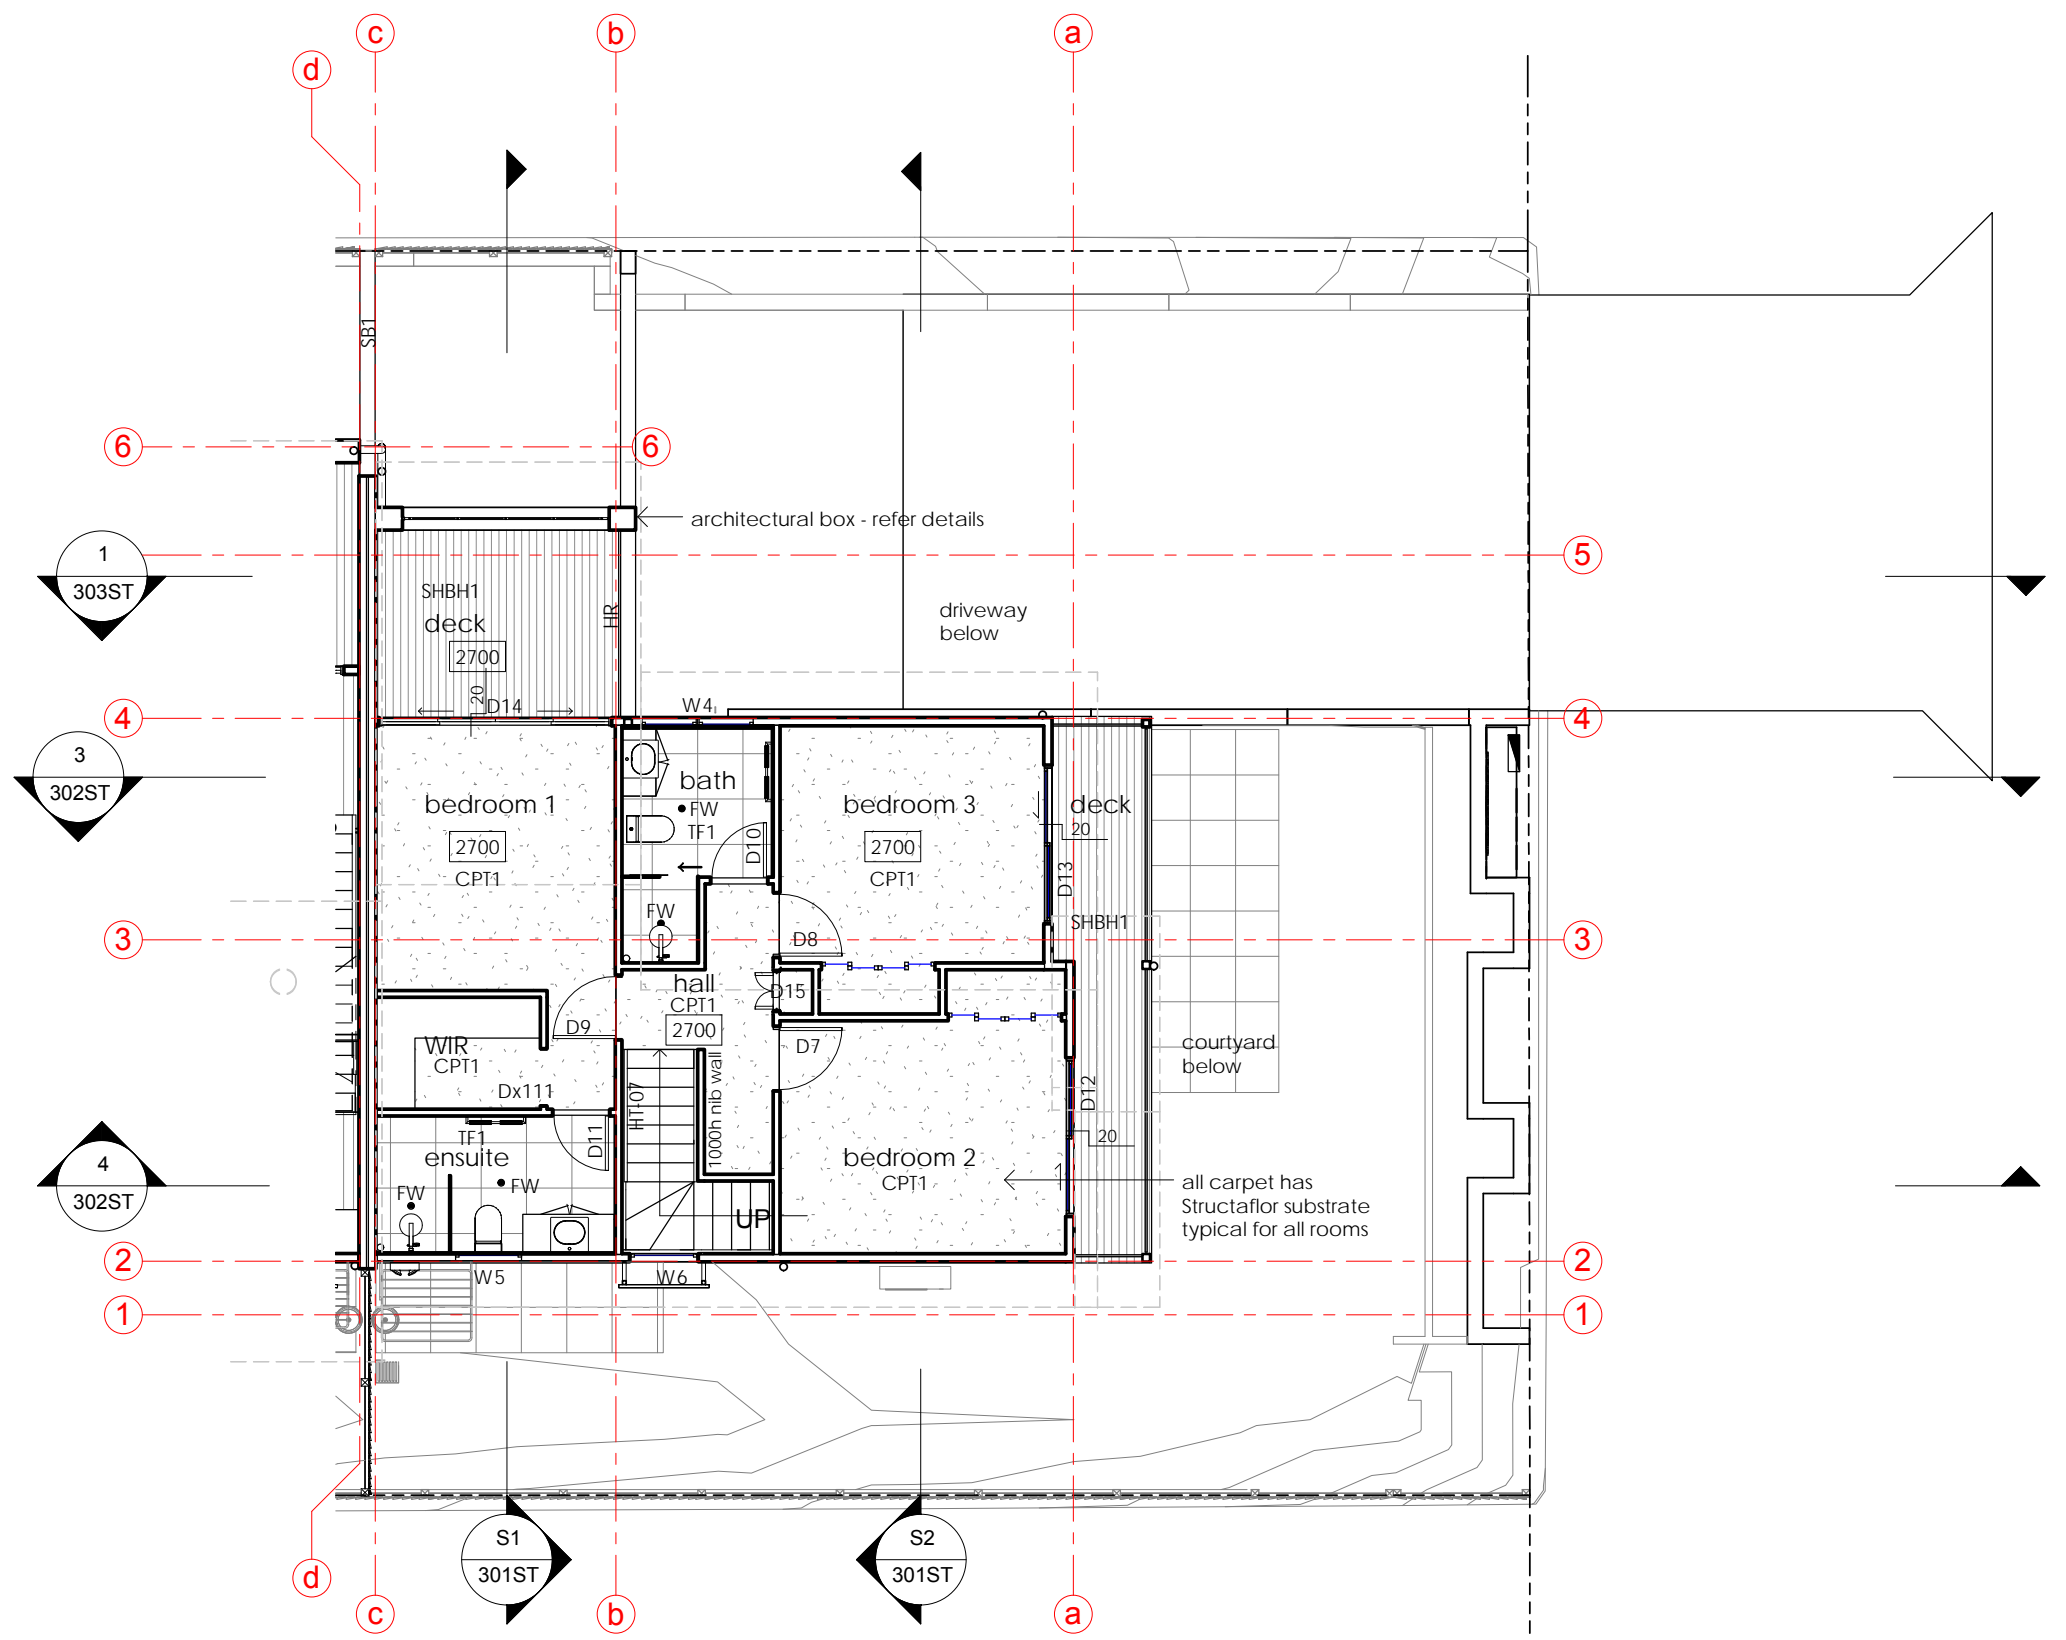 c
b
a
d
SB1
6
6
architectural box - refer details
1
303ST
5
SHBH1
deck
2700
HR
driveway
below
20
D14
W4
4
4
3
302ST
bath
FW
TF1
D10
bedroom 1
2700
CPT1
bedroom 3
2700
CPT1
deck
20
D13
SHBH1
FW
D8
3
3
hall
CPT1
2700
D15
D9
D7
WIR
CPT1
Dx111
HT-07
1000h nib wall
courtyard
below
D12
20
TF1
ensuite
D11
FW
FW
bedroom 2
CPT1
4
302ST
all carpet has
Structaflor substrate
typical for all rooms
UP
2
2
W5
W6
1
1
S1
301ST
S2
301ST
d
c
b
a